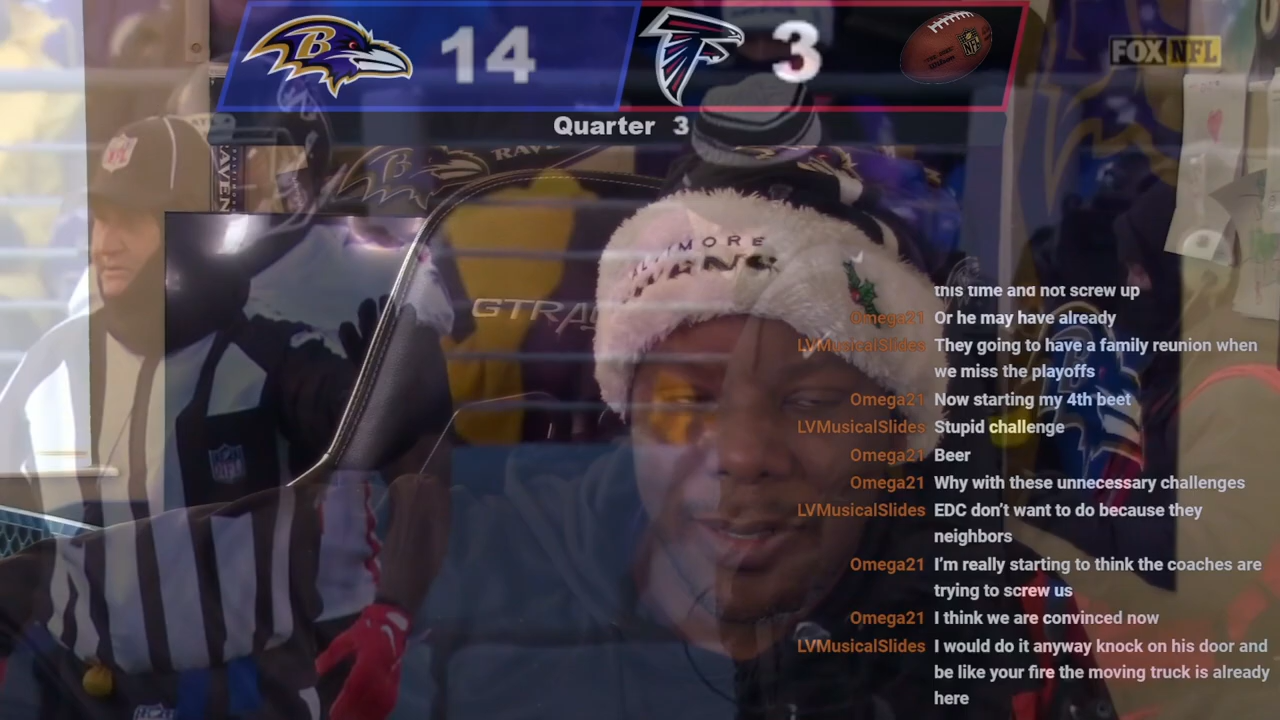 14
3
FOX NFL
Quarter 3
B
RAVE
GTRA
MORE
this time and not screw up
Omega21 Or he may have already
LVMusicalSlides They going to have a family reunion when
we miss the playoffs
Omega21 Now starting my 4th beet
LVMusicalSlides Stupid challenge
Omega21 Beer
Omega21 Why with these unnecessary challenges
LVMusicalSlides EDC don't want to do because they
neighbors
Omega21 I'm really starting to think the coaches are
trying to screw us
Omega21 I think we are convinced now
LVMusicalSlides I would do it anyway knock on his door and
be like your fire the moving truck is already
here